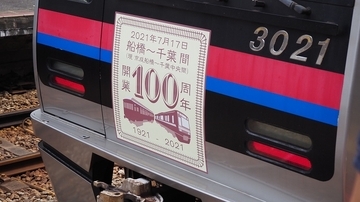 2021年7月17日
船橋～千葉間
(現 京成船橋～千葉中央間)
開業100周年
1921 - 2021
3021